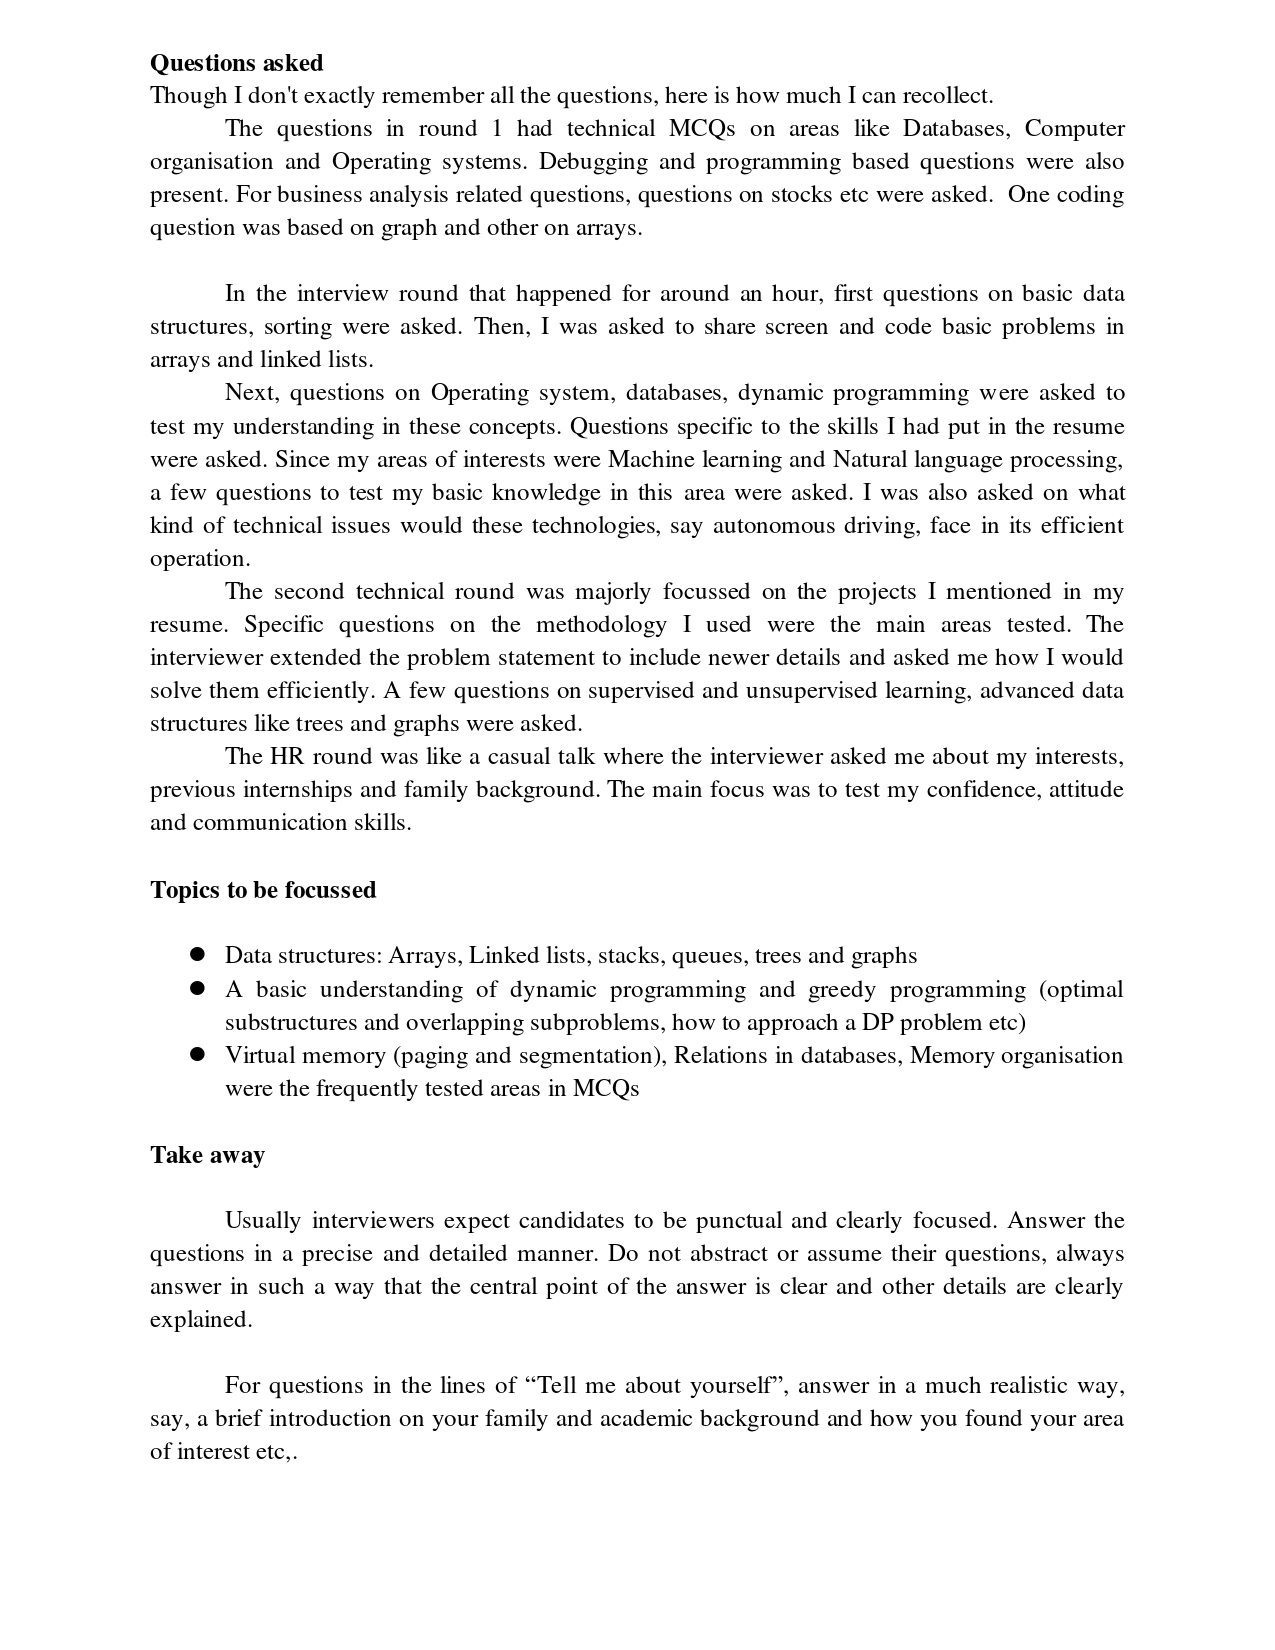 Questions asked
Though I don't exactly remember all the questions, here is how much I can recollect.
The questions in round 1 had technical MCQs on areas like Databases, Computer
organisation and Operating systems. Debugging and programming based questions were also
present. For business analysis related questions, questions on stocks etc were asked. One coding
question was based on graph and other on arrays.
In the interview round that happened for around an hour, first questions on basic data
structures, sorting were asked. Then, I was asked to share screen and code basic problems in
arrays and linked lists.
Next, questions on Operating system, databases, dynamic programming were asked to
test my understanding in these concepts. Questions specific to the skills I had put in the resume
were asked. Since my areas of interests were Machine learning and Natural language processing,
a few questions to test my basic knowledge in this area were asked. I was also asked on what
kind of technical issues would these technologies, say autonomous driving, face in its efficient
operation.
The second technical round was majorly focussed on the projects I mentioned in my
resume. Specific questions on the methodology I used were the main areas tested. The
interviewer extended the problem statement to include newer details and asked me how I would
solve them efficiently. A few questions on supervised and unsupervised learning, advanced data
structures like trees and graphs were asked.
The HR round was like a casual talk where the interviewer asked me about my interests,
previous internships and family background. The main focus was to test my confidence, attitude
and communication skills.
Topics to be focussed
● Data structures: Arrays, Linked lists, stacks, queues, trees and graphs
● A basic understanding of dynamic programming and greedy programming (optimal
substructures and overlapping subproblems, how to approach a DP problem etc)
● Virtual memory (paging and segmentation), Relations in databases, Memory organisation
were the frequently tested areas in MCQs
Take away
Usually interviewers expect candidates to be punctual and clearly focused. Answer the
questions in a precise and detailed manner. Do not abstract or assume their questions, always
answer in such a way that the central point of the answer is clear and other details are clearly
explained.
For questions in the lines of “Tell me about yourself”, answer in a much realistic way,
say, a brief introduction on your family and academic background and how you found your area
of interest etc,.